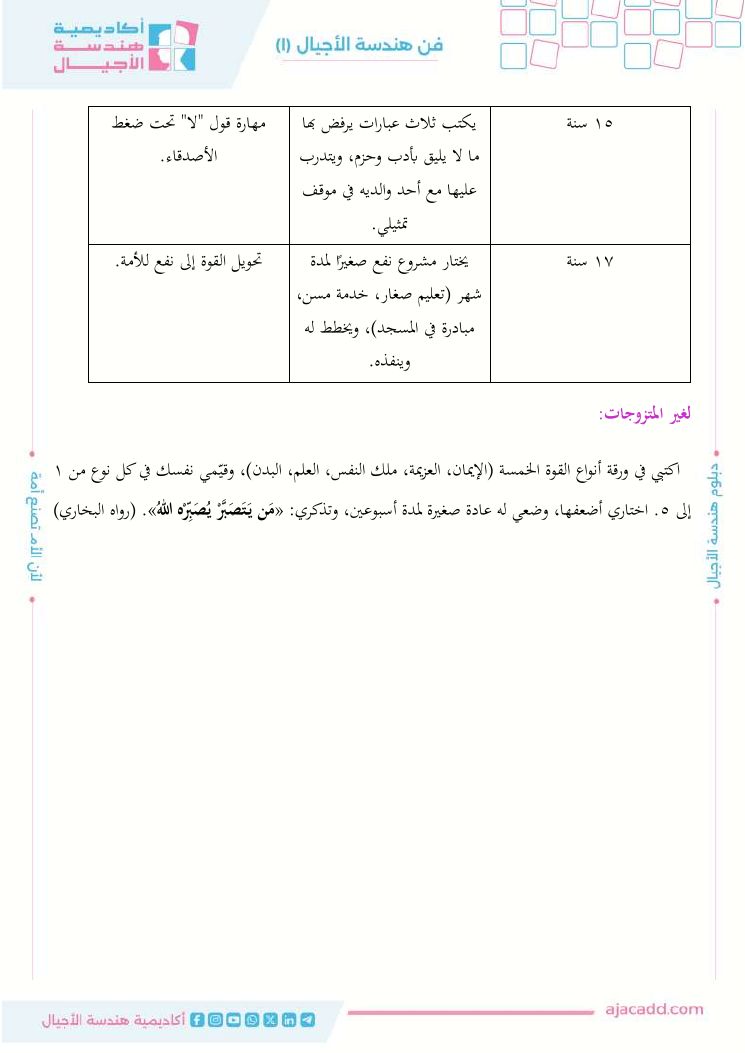 أكاديمية
هندسة
الأجيال
فن هندسة الأجيال (١)
١٥ سنة
يكتب ثلاث عبارات يرفض بها
ما لا يليق بأدب وحزم، ويتدرب
عليها مع أحد والديه في موقف
تمثيلي.
مهارة قول "لا" تحت ضغط
الأصدقاء.
١٧ سنة
يختار مشروع نفع صغيرًا لمدة
شهر (تعليم صغار، خدمة مسن،
مبادرة في المسجد)، ويخطط له
وينفذه.
تحويل القوة إلى نفع للأمة.
لغير المتزوجات:
اكتبي في ورقة أنواع القوة الخمسة (الإيمان، العزيمة، ملك النفس، العلم، البدن)، وقيّمي نفسك في كل نوع من ١
إلى ٥. اختاري أضعفها، وضعي له عادة صغيرة لمدة أسبوعين، وتذكري: «مَن يَتَصَبَّرْ يُصَبِّرْه اللهُ». (رواه البخاري)
دبلوم هندسة الأجيال
لأن الأم تصنع أمة
أكاديمية هندسة الأجيال
ajacadd.com